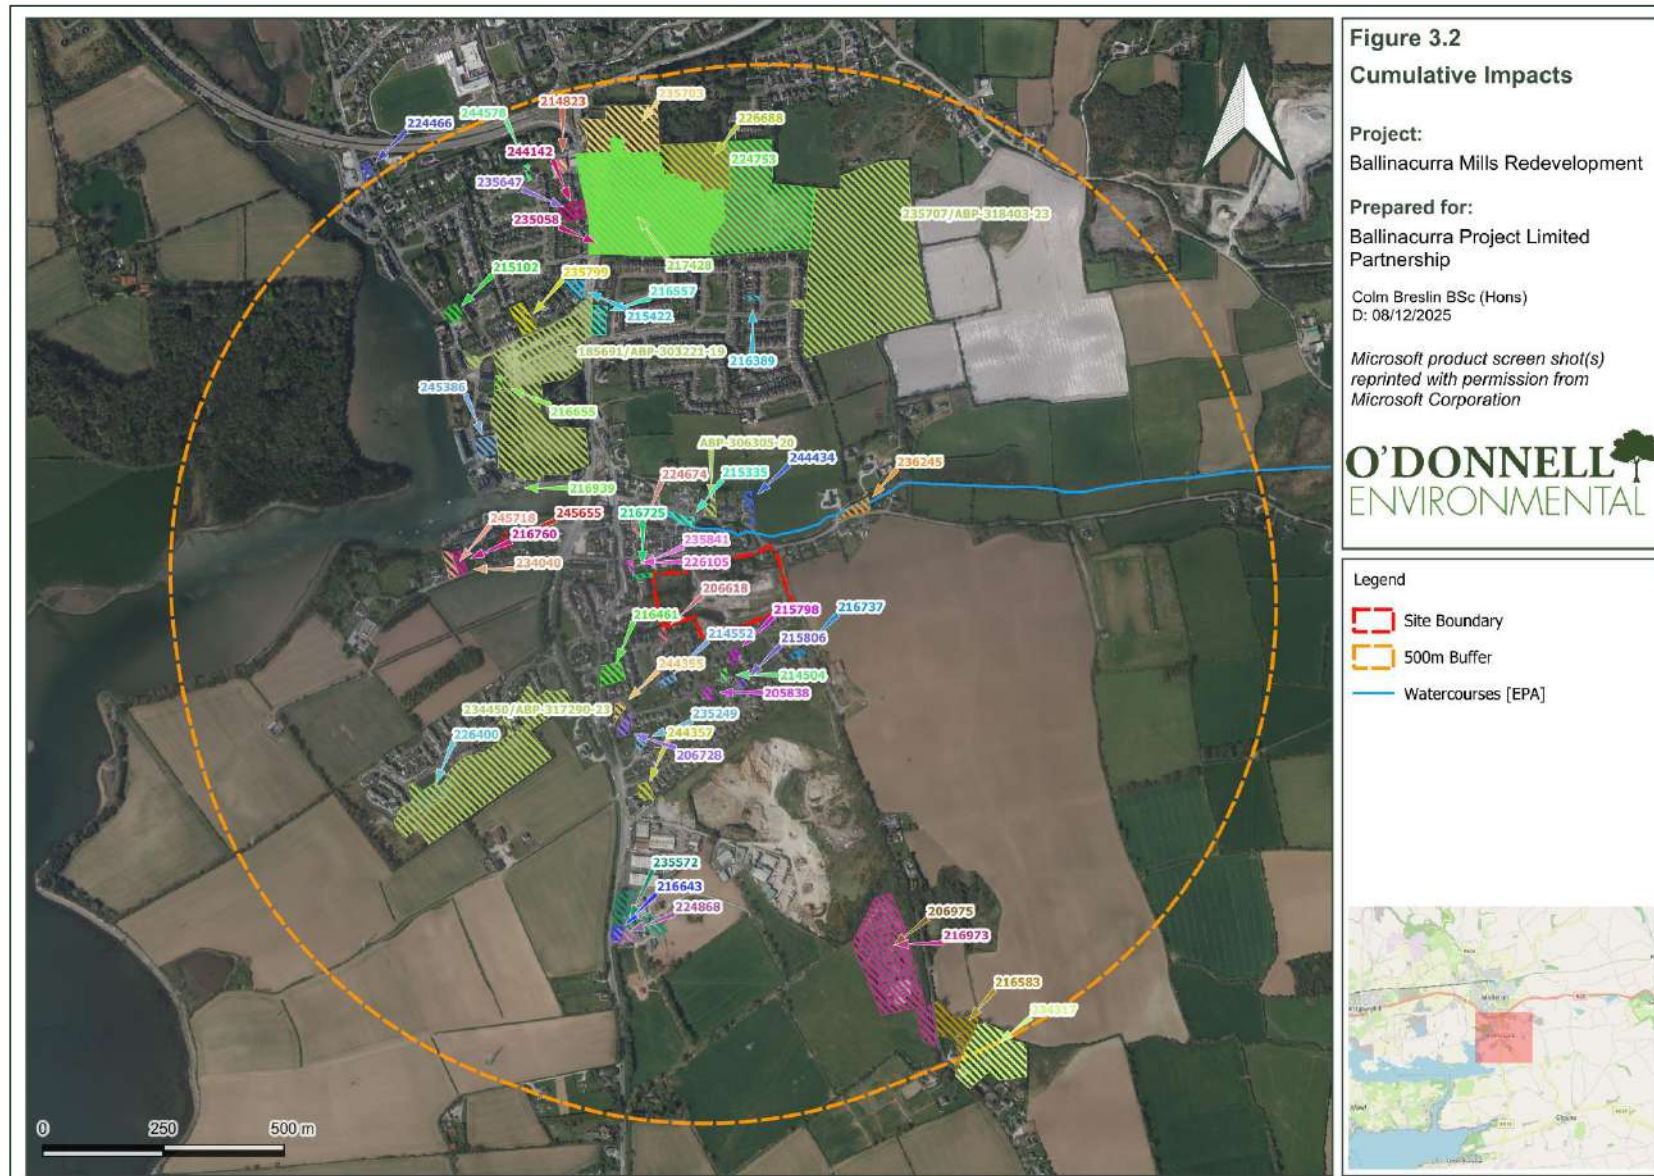 Figure 3.2
Cumulative Impacts
Project:
Ballinacurra Mills Redevelopment
Prepared for:
Ballinacurra Project Limited
Partnership
Colm Breslin BSc (Hons)
D: 08/12/2025
Microsoft product screen shot(s)
reprinted with permission from
Microsoft Corporation
O'DONNELL
ENVIRONMENTAL
Legend
Site Boundary
500m Buffer
Watercourses [EPA]
235703
214823
244578
226688
224466
244142
224753
235647
235707/ABP-318403-23
235058
217428
215102
235799
216557
215422
185691/ABP-303221-19
216389
245386
216655
ABP-306305-20
244434
236245
224674
215335
216939
245718
245655
216725
216760
235841
234040
226105
206618
216461
215798
216737
214552
215806
244355
214504
205838
234450/ABP-317290-23
235249
226400
244357
206728
235572
216643
224868
206975
216973
216583
0 250 500 m